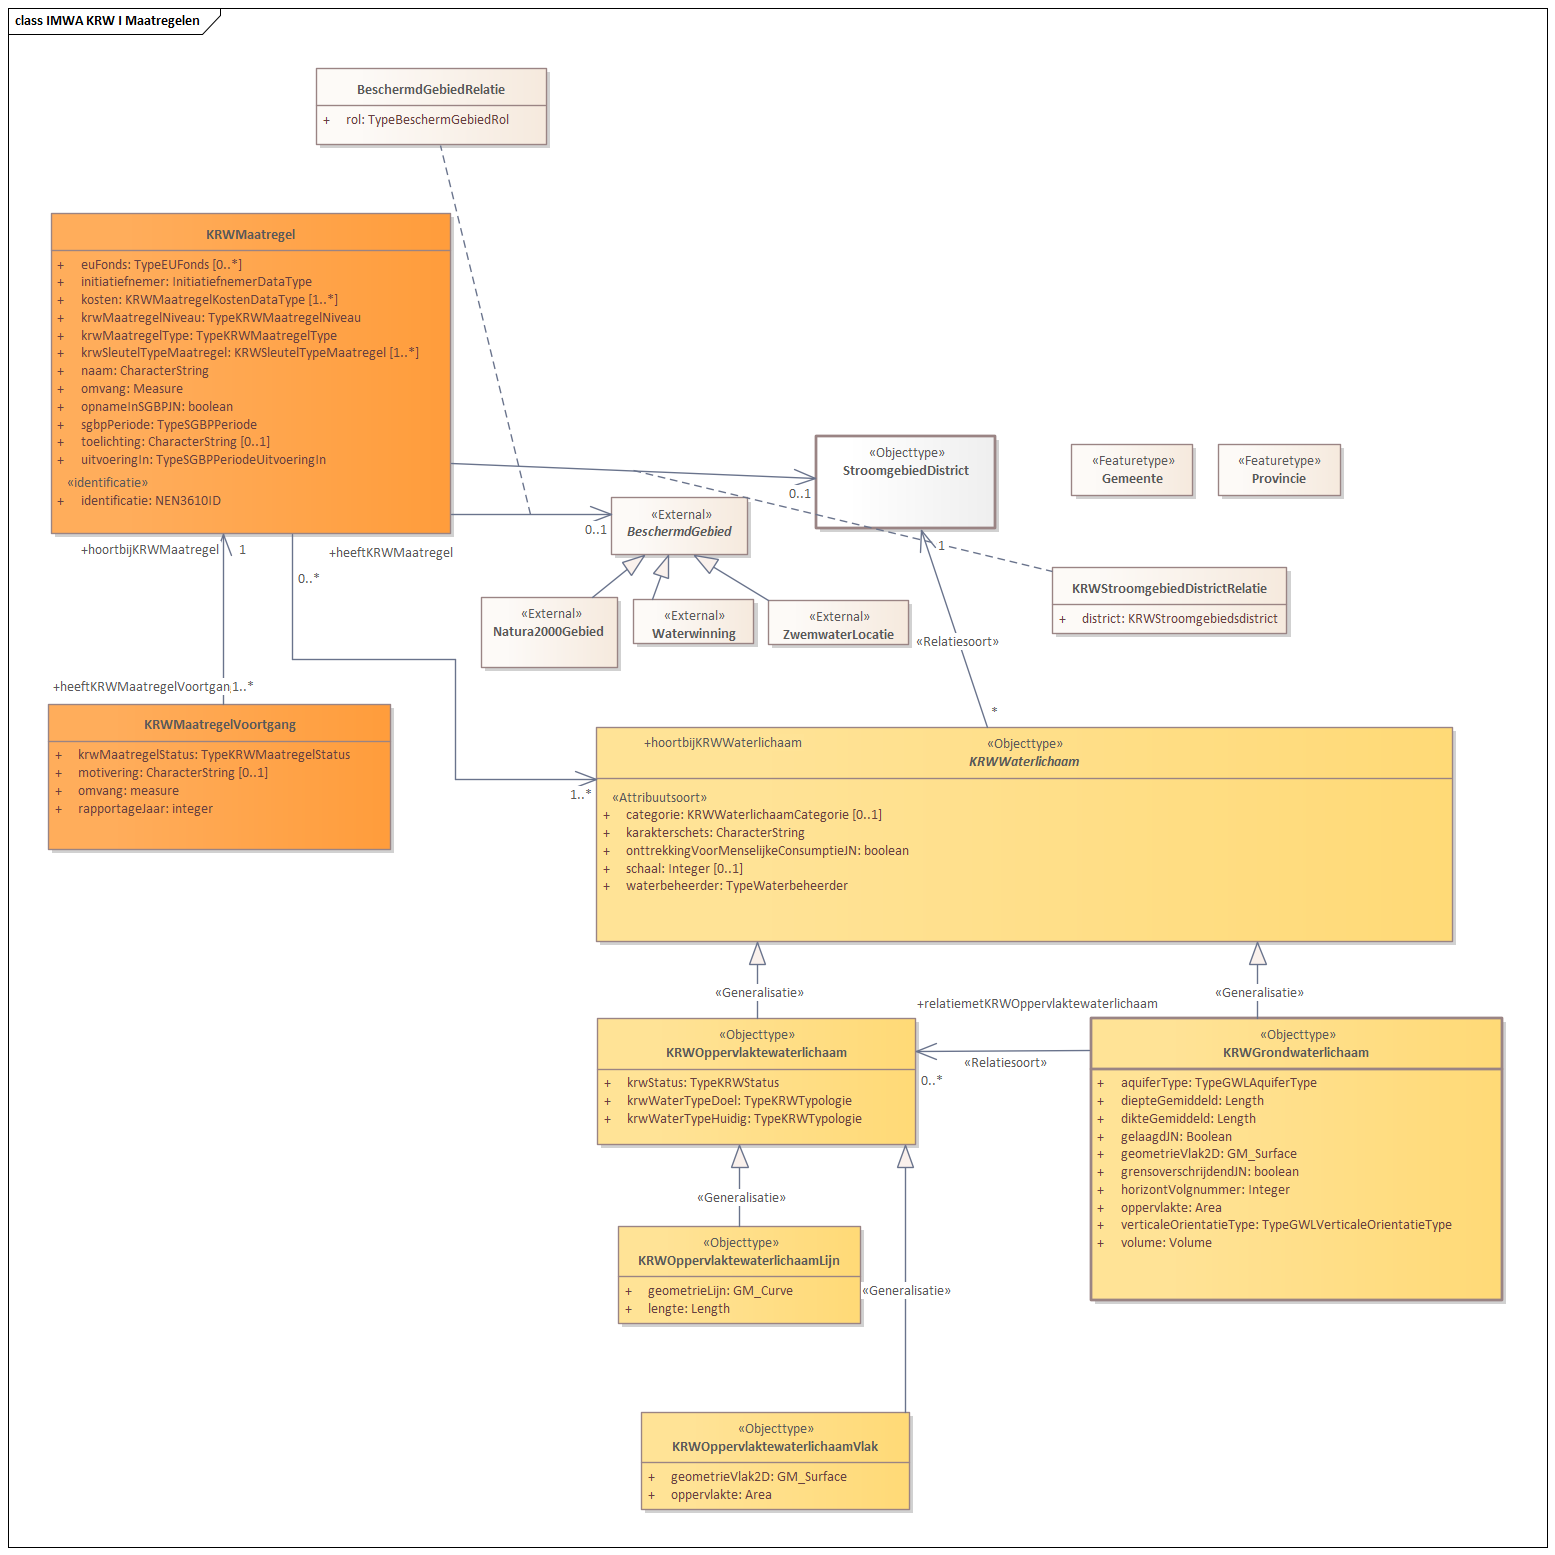 class IMWA KRW I Maatregelen
BeschermdGebiedRelatie
+ rol: TypeBeschermGebiedRol
KRWMaatregel
+ euFonds: TypeEUFonds [0..*]
+ initiatiefnemer: InitiatiefnemerDataType
+ kosten: KRWMaatregelKostenDataType [1..*]
+ krwMaatregelNiveau: TypeKRWMaatregelNiveau
+ krwMaatregelType: TypeKRWMaatregelType
+ krwSleutelTypeMaatregel: KRWSleutelTypeMaatregel [1..*]
+ naam: CharacterString
+ omvang: Measure
+ opnameInSGBPJN: boolean
+ sgbpPeriode: TypeSGBPPeriode
+ toelichting: CharacterString [0..1]
+ uitvoeringIn: TypeSGBPPeriodeUitvoeringIn
«identificatie»
+ identificatie: NEN3610ID
«Objecttype»
StroomgebiedDistrict
0..1
«Featuretype»
Gemeente
«Featuretype»
Provincie
«External»
BeschermdGebied
0..1
+hoortbijKRWMaatregel 1
+heeftKRWMaatregel
0..*
1
«External»
Natura2000Gebied
«External»
Waterwinning
«External»
ZwemwaterLocatie
KRWStroomgebiedDistrictRelatie
+ district: KRWStroomgebiedsdistrict
«Relatiesoort»
*
+heeftKRWMaatregelVoortgan 1..*
KRWMaatregelVoortgang
+ krwMaatregelStatus: TypeKRWMaatregelStatus
+ motivering: CharacterString [0..1]
+ omvang: measure
+ rapportageJaar: integer
+hoortbijKRWWaterlichaam
1..*
«Objecttype»
KRWWaterlichaam
«Attribuutsoort»
+ categorie: KRWWaterlichaamCategorie [0..1]
+ karakterschets: CharacterString
+ onttrekkingVoorMenselijkeConsumptieJN: boolean
+ schaal: Integer [0..1]
+ waterbeheerder: TypeWaterbeheerder
«Generalisatie»
«Generalisatie»
+relatiemetKRWOppervlaktewaterlichaam
«Relatiesoort»
0..*
«Objecttype»
KRWOppervlaktewaterlichaam
+ krwStatus: TypeKRWStatus
+ krwWaterTypeDoel: TypeKRWTypologie
+ krwWaterTypeHuidig: TypeKRWTypologie
«Objecttype»
KRWGrondwaterlichaam
+ aquiferType: TypeGWLAquiferType
+ diepteGemiddeld: Length
+ dikteGemiddeld: Length
+ gelaagdJN: Boolean
+ geometrieVlak2D: GM_Surface
+ grensoverschrijdendJN: boolean
+ horizontVolgnummer: Integer
+ oppervlakte: Area
+ verticaleOrientatieType: TypeGWLVerticaleOrientatieType
+ volume: Volume
«Generalisatie»
«Objecttype»
KRWOppervlaktewaterlichaamLijn
+ geometrieLijn: GM_Curve
+ lengte: Length
«Generalisatie»
«Objecttype»
KRWOppervlaktewaterlichaamVlak
+ geometrieVlak2D: GM_Surface
+ oppervlakte: Area